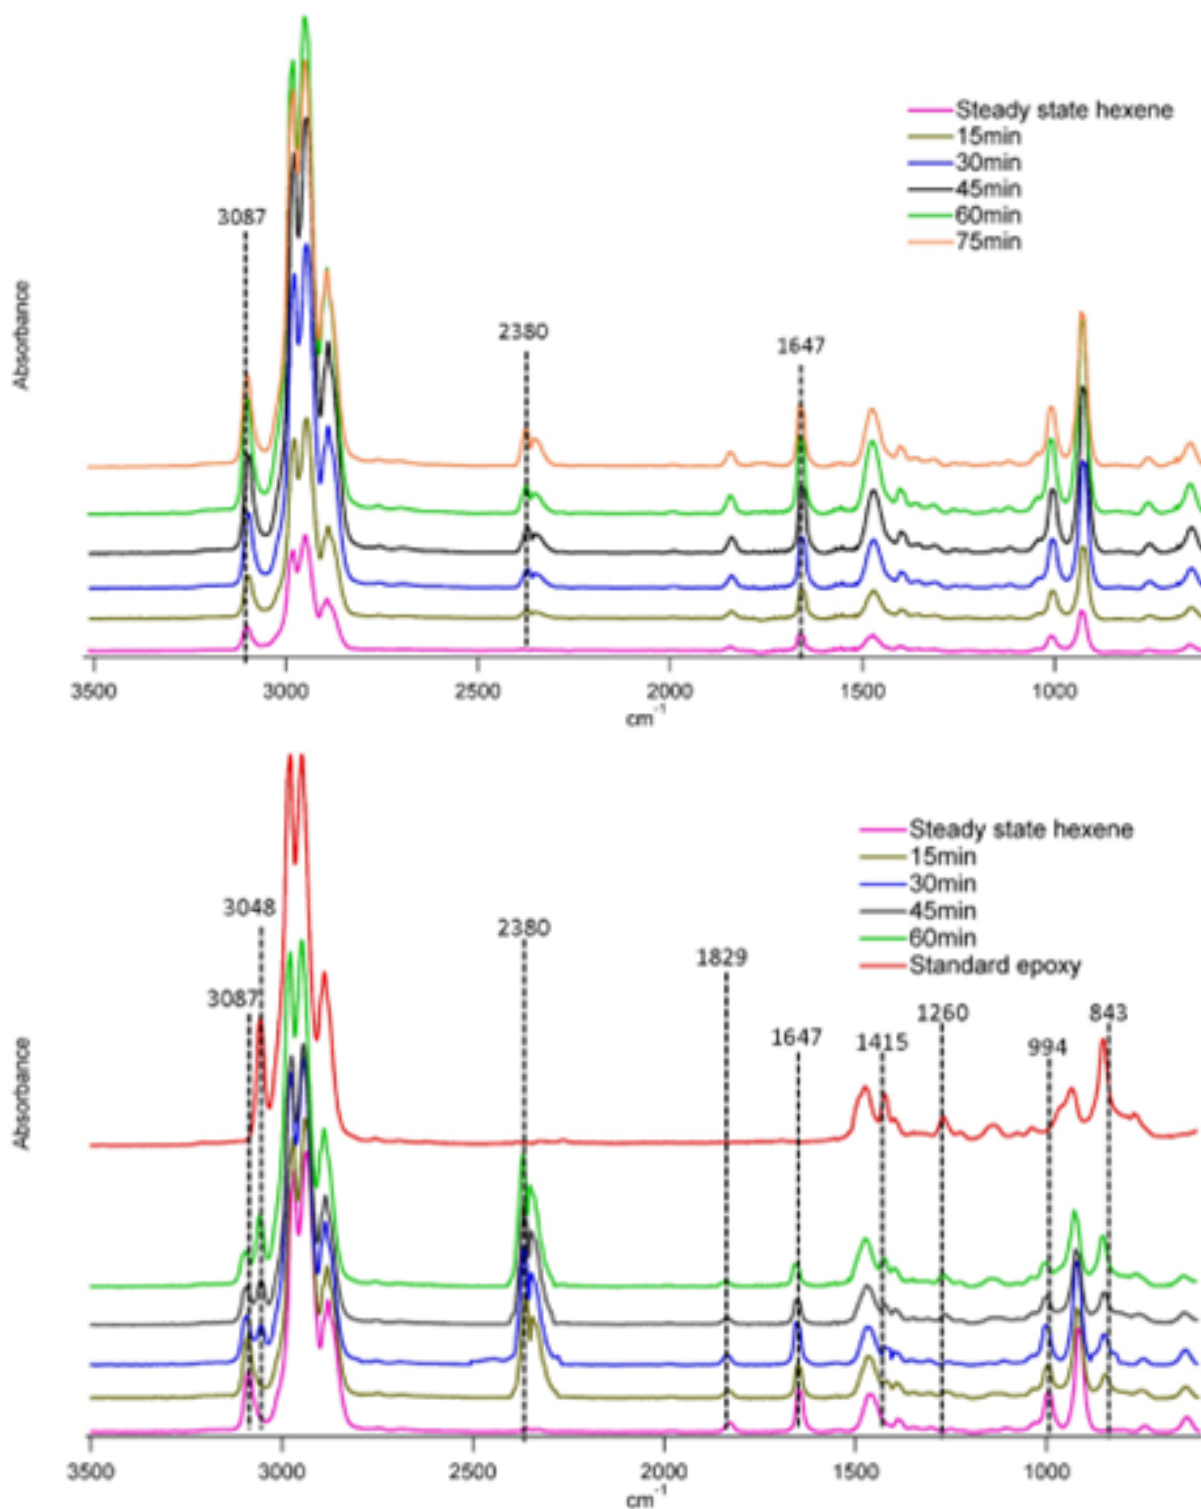 Steady state hexene
15min
30min
45min
60min
75min
3087
2380
1647
Absorbance
3500 3000 2500 2000 1500 1000
cm-1
Steady state hexene
15min
30min
45min
60min
Standard epoxy
3048
3087
2380
1829
1647
1415
1260
994
843
Absorbance
3500 3000 2500 2000 1500 1000
cm-1